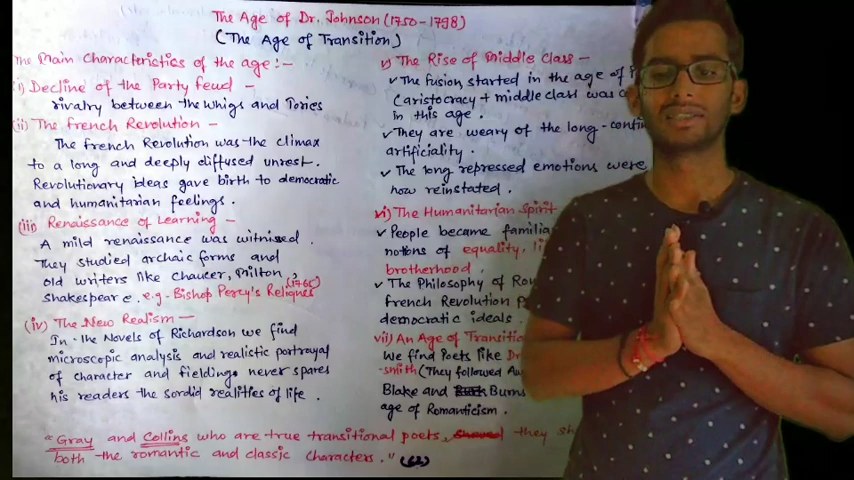 The Age of Dr. Johnson (1750-1798)
(The Age of Transition)
The Main Characteristics of the age :-
i) Decline of the Party feud -
rivalry between the Whigs and Tories
(ii) The French Revolution -
The French Revolution was the climax
to a long and deeply diffused unrest.
Revolutionary ideas gave birth to democratic
and humanitarian feelings.
(iii) Renaissance of Learning -
A mild renaissance was witnissed.
They studied archaic forms and
old writers like Chaucer, Milton,
Shakespeare. e.g - Bishop Percy's Reliques (1765)
(iv) The New Realism -
In the Novels of Richardson we find
microscopic analysis and realistic portrayal
of character and fielding never spares
his readers the sordid realities of life.
v) The Rise of Middle Class -
✓ The fusion started in the age of
(aristocracy + middle class was
in this age.
✓ They are weary of the long-
artificiality.
✓ The long repressed emotions were
now reinstated.
vi) The Humanitarian Spirit
✓ People became
notions of equality,
brotherhood.
✓ The Philosophy of
French Revolution
democratic ideals.
vii) An Age of
We find Poets like
-smith (They followed
Blake and Burns
age of Romanticism.
"Gray and Collins who are true transitional poets, they
both the romantic and classic characters."